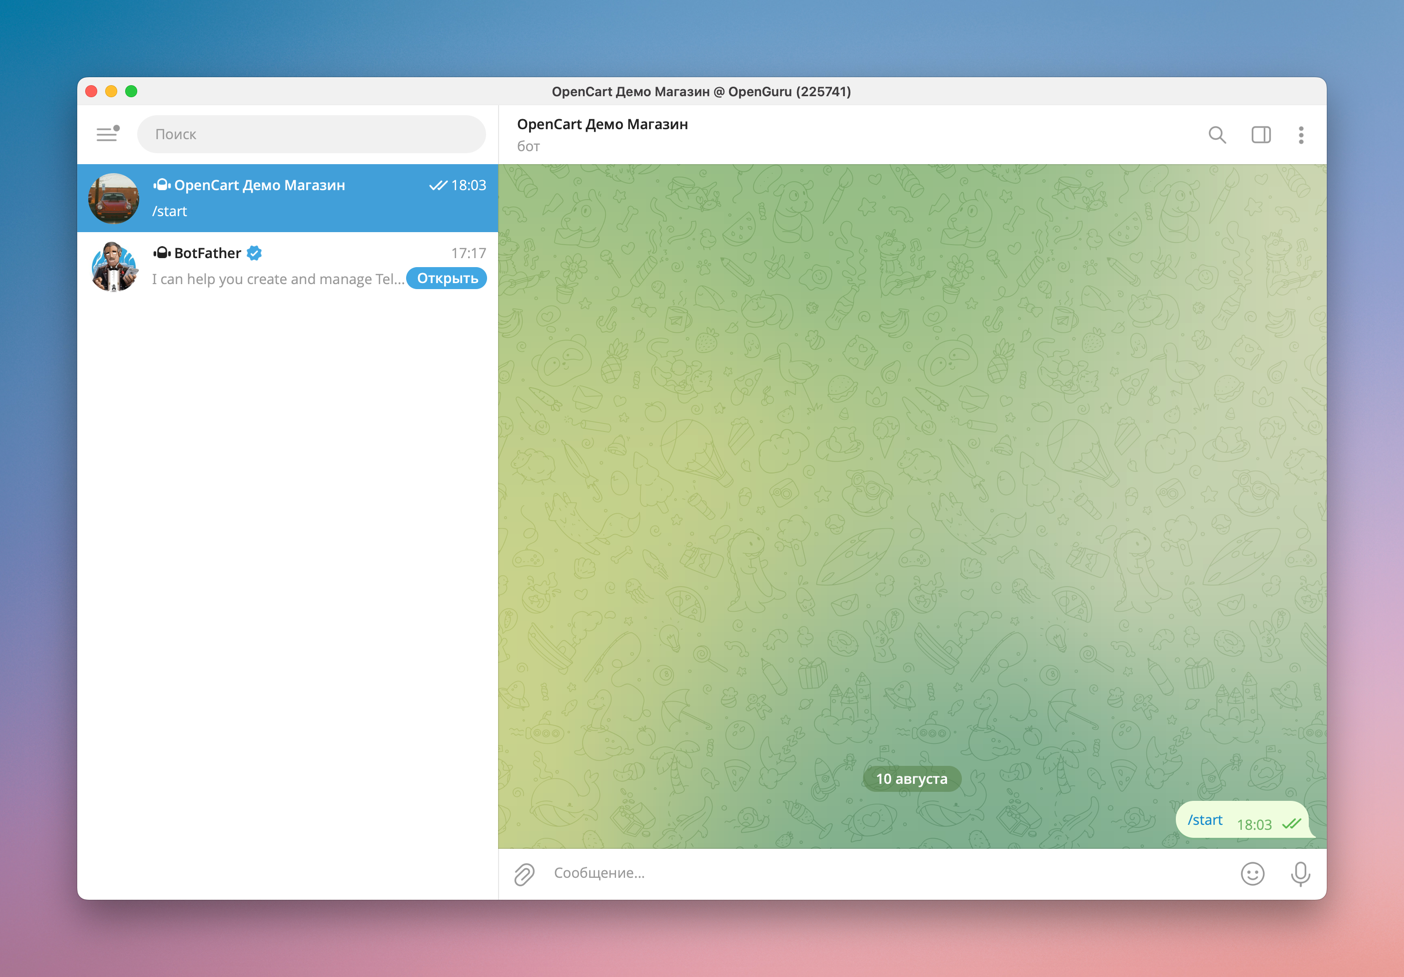 OpenCart Демо Магазин @ OpenGuru (225741)
Поиск
OpenCart Демо Магазин 18:03
/start
BotFather 17:17
I can help you create and manage Tel... Открыть
OpenCart Демо Магазин
бот
10 августа
/start 18:03
Сообщение...